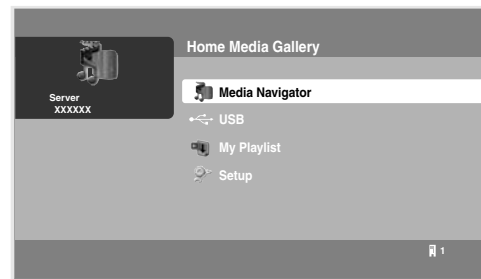 Home Media Gallery
Server
XXXXXX
Media Navigator
USB
My Playlist
Setup
1